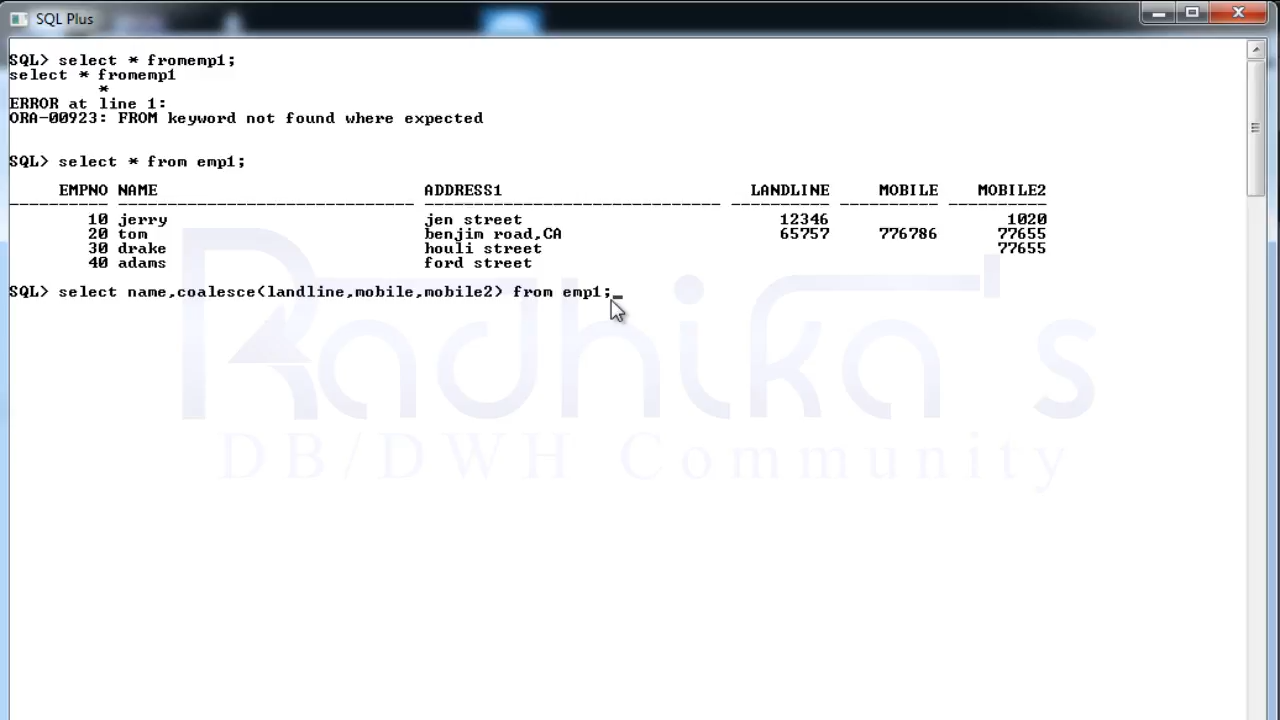 SQL Plus
SQL> select * fromemp1;
select * fromemp1
*
ERROR at line 1:
ORA-00923: FROM keyword not found where expected
SQL> select * from emp1;
EMPNO NAME ADDRESS1 LANDLINE MOBILE MOBILE2
---------- ------------------------------ ------------------------------ ---------- ---------- ----------
10 jerry jen street 12346 1020
20 tom benjim road,CA 65757 776786 77655
30 drake houli street 77655
40 adams ford street
SQL> select name,coalesce(landline,mobile,mobile2) from emp1;_
Radhika's
DB/DWH Community